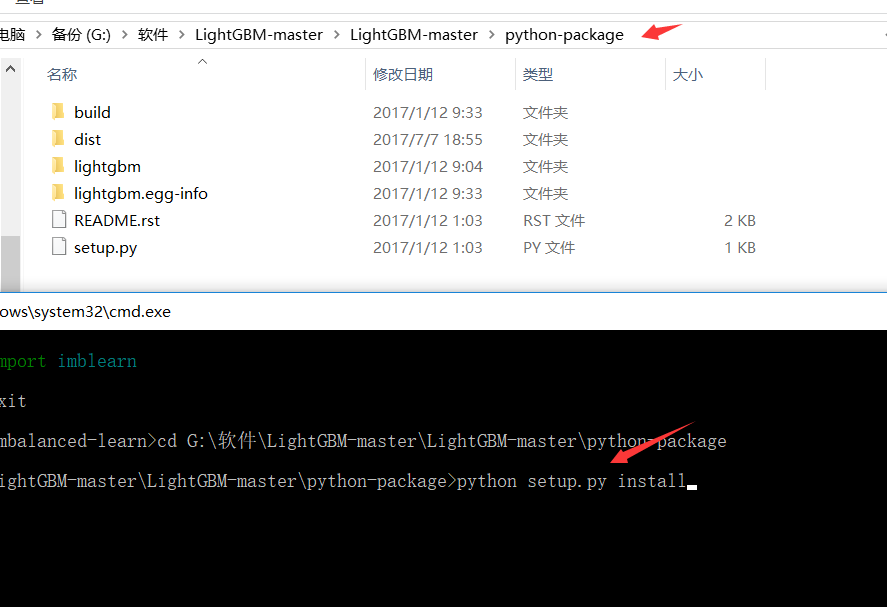 电脑 > 备份 (G:) > 软件 > LightGBM-master > LightGBM-master > python-package
名称 修改日期 类型 大小
build 2017/1/12 9:33 文件夹
dist 2017/7/7 18:55 文件夹
lightgbm 2017/1/12 9:04 文件夹
lightgbm.egg-info 2017/1/12 9:33 文件夹
README.rst 2017/1/12 1:03 RST 文件 2 KB
setup.py 2017/1/12 1:03 PY 文件 1 KB
ows\system32\cmd.exe
mport imblearn
xit
mbalanced-learn>cd G:\软件\LightGBM-master\LightGBM-master\python-package
ightGBM-master\LightGBM-master\python-package>python setup.py install